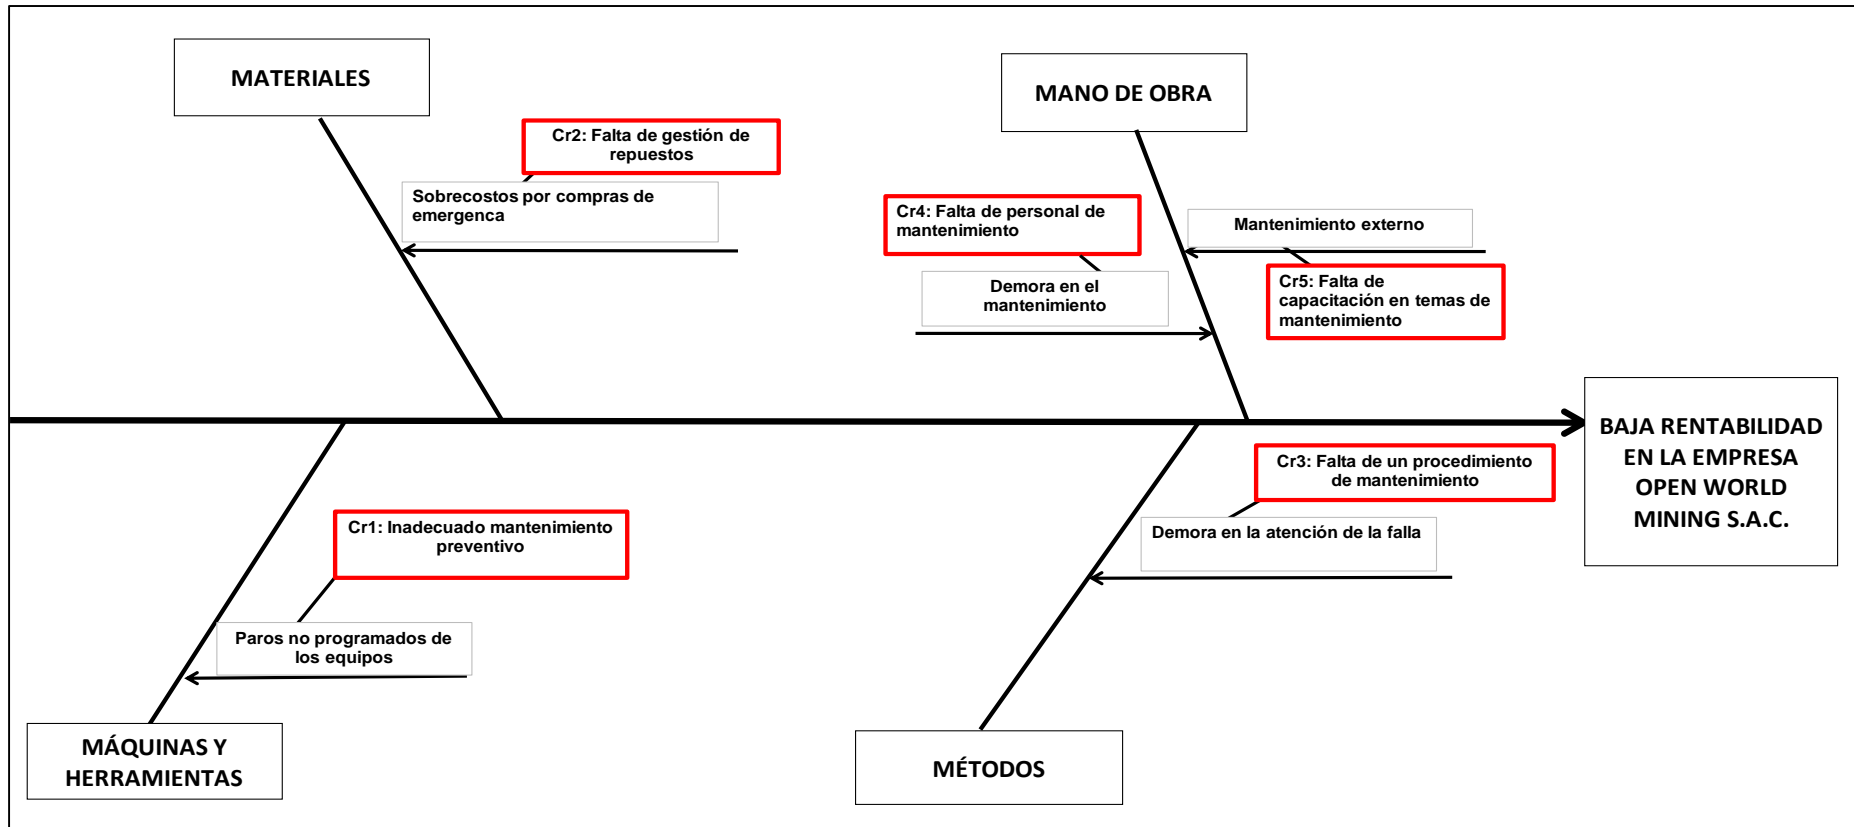 MATERIALES
MANO DE OBRA
Cr2: Falta de gestión de
repuestos
Sobrecostos por compras de
emergenca
Cr4: Falta de personal de
mantenimiento
Mantenimiento externo
Demora en el
mantenimiento
Cr5: Falta de
capacitación en temas de
mantenimiento
BAJA RENTABILIDAD
EN LA EMPRESA
OPEN WORLD
MINING S.A.C.
Cr3: Falta de un procedimiento
de mantenimiento
Demora en la atención de la falla
Cr1: Inadecuado mantenimiento
preventivo
Paros no programados de
los equipos
MÁQUINAS Y
HERRAMIENTAS
MÉTODOS